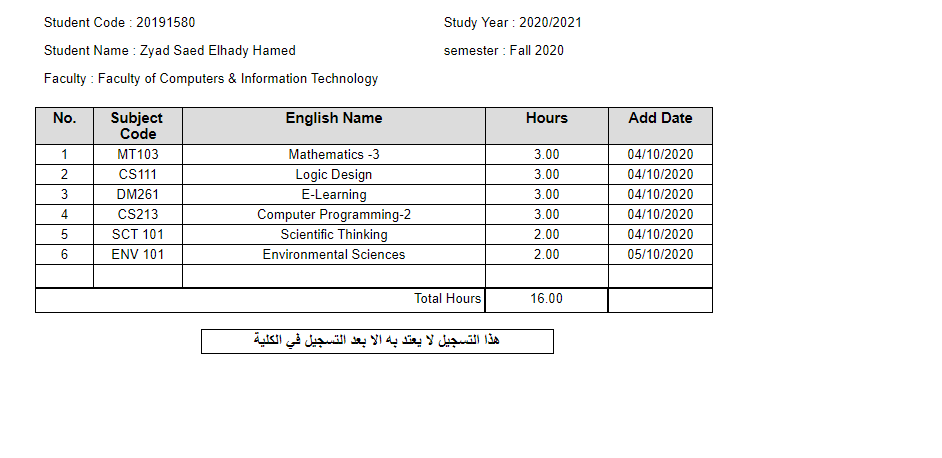 Student Code : 20191580 Study Year : 2020/2021
Student Name : Zyad Saed Elhady Hamed semester : Fall 2020
Faculty : Faculty of Computers & Information Technology
No. Subject Code English Name Hours Add Date
1 MT103 Mathematics -3 3.00 04/10/2020
2 CS111 Logic Design 3.00 04/10/2020
3 DM261 E-Learning 3.00 04/10/2020
4 CS213 Computer Programming-2 3.00 04/10/2020
5 SCT 101 Scientific Thinking 2.00 04/10/2020
6 ENV 101 Environmental Sciences 2.00 05/10/2020
Total Hours 16.00
هذا التسجيل لا يعتد به الا بعد التسجيل في الكلية